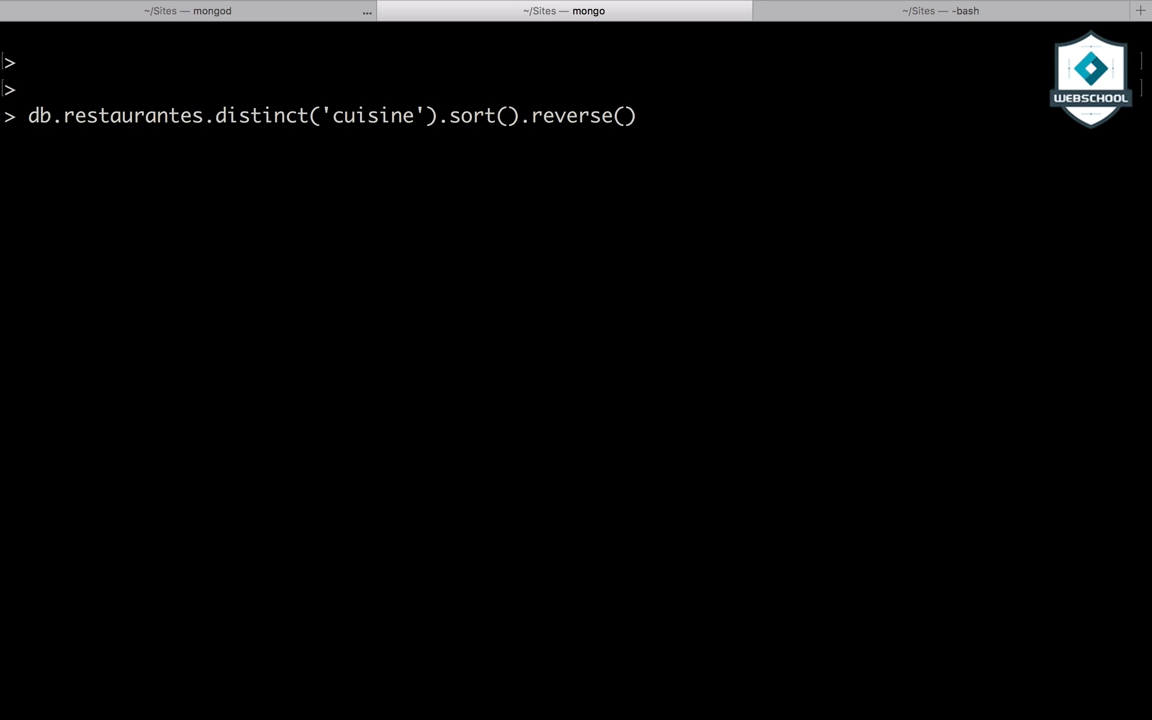 ~/Sites — mongod ...
~/Sites — mongo
~/Sites — -bash
+
>
>
> db.restaurantes.distinct('cuisine').sort().reverse()
WEBSCHOOL